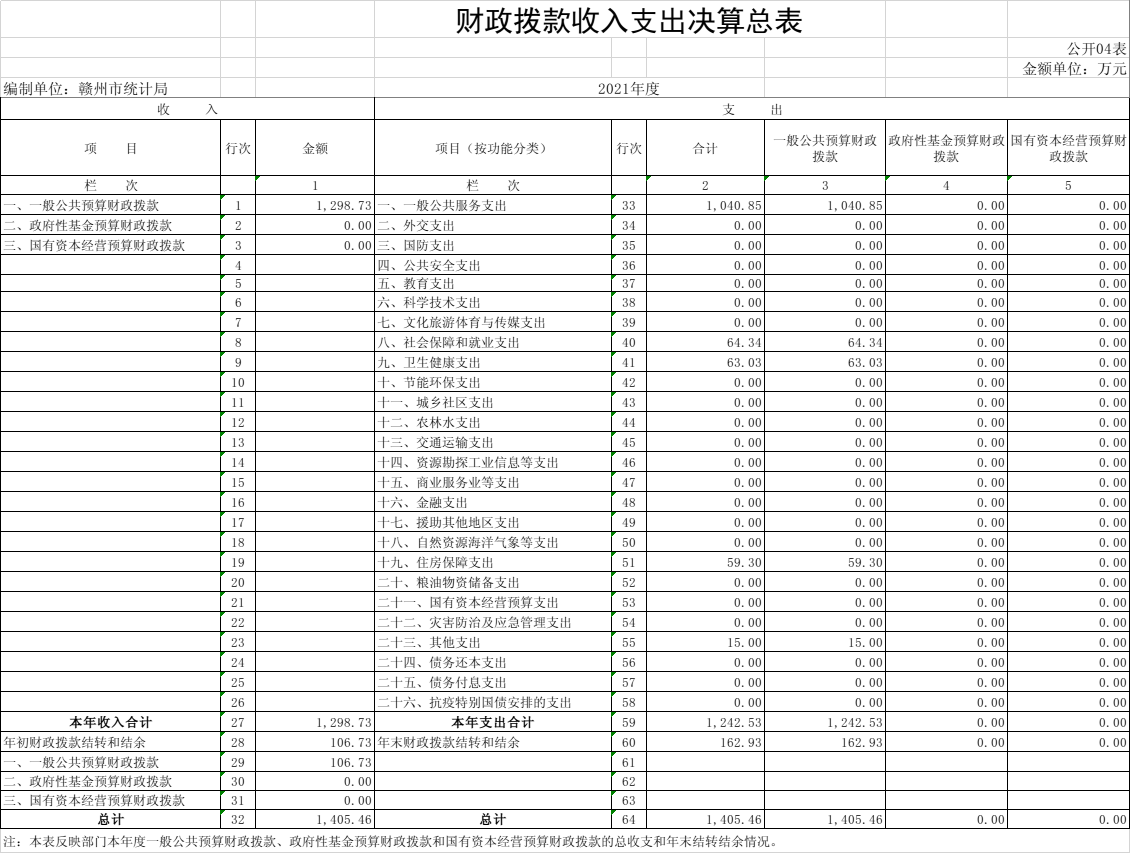 财政拨款收入支出决算总表
公开04表
金额单位：万元
编制单位：赣州市统计局 2021年度
收 入 支 出
项 目 行次 金额 项目（按功能分类） 行次 合计 一般公共预算财政拨款 政府性基金预算财政拨款 国有资本经营预算财政拨款
栏 次 1 栏 次 2 3 4 5
一、一般公共预算财政拨款 1 1,298.73 一、一般公共服务支出 33 1,040.85 1,040.85 0.00 0.00
二、政府性基金预算财政拨款 2 0.00 二、外交支出 34 0.00 0.00 0.00 0.00
三、国有资本经营预算财政拨款 3 0.00 三、国防支出 35 0.00 0.00 0.00 0.00
4 四、公共安全支出 36 0.00 0.00 0.00 0.00
5 五、教育支出 37 0.00 0.00 0.00 0.00
6 六、科学技术支出 38 0.00 0.00 0.00 0.00
7 七、文化旅游体育与传媒支出 39 0.00 0.00 0.00 0.00
8 八、社会保障和就业支出 40 64.34 64.34 0.00 0.00
9 九、卫生健康支出 41 63.03 63.03 0.00 0.00
10 十、节能环保支出 42 0.00 0.00 0.00 0.00
11 十一、城乡社区支出 43 0.00 0.00 0.00 0.00
12 十二、农林水支出 44 0.00 0.00 0.00 0.00
13 十三、交通运输支出 45 0.00 0.00 0.00 0.00
14 十四、资源勘探工业信息等支出 46 0.00 0.00 0.00 0.00
15 十五、商业服务业等支出 47 0.00 0.00 0.00 0.00
16 十六、金融支出 48 0.00 0.00 0.00 0.00
17 十七、援助其他地区支出 49 0.00 0.00 0.00 0.00
18 十八、自然资源海洋气象等支出 50 0.00 0.00 0.00 0.00
19 十九、住房保障支出 51 59.30 59.30 0.00 0.00
20 二十、粮油物资储备支出 52 0.00 0.00 0.00 0.00
21 二十一、国有资本经营预算支出 53 0.00 0.00 0.00 0.00
22 二十二、灾害防治及应急管理支出 54 0.00 0.00 0.00 0.00
23 二十三、其他支出 55 15.00 15.00 0.00 0.00
24 二十四、债务还本支出 56 0.00 0.00 0.00 0.00
25 二十五、债务付息支出 57 0.00 0.00 0.00 0.00
26 二十六、抗疫特别国债安排的支出 58 0.00 0.00 0.00 0.00
本年收入合计 27 1,298.73 本年支出合计 59 1,242.53 1,242.53 0.00 0.00
年初财政拨款结转和结余 28 106.73 年末财政拨款结转和结余 60 162.93 162.93 0.00 0.00
一、一般公共预算财政拨款 29 106.73 61
二、政府性基金预算财政拨款 30 0.00 62
三、国有资本经营预算财政拨款 31 0.00 63
总计 32 1,405.46 总计 64 1,405.46 1,405.46 0.00 0.00
注：本表反映部门本年度一般公共预算财政拨款、政府性基金预算财政拨款和国有资本经营预算财政拨款的总收支和年末结转结余情况。